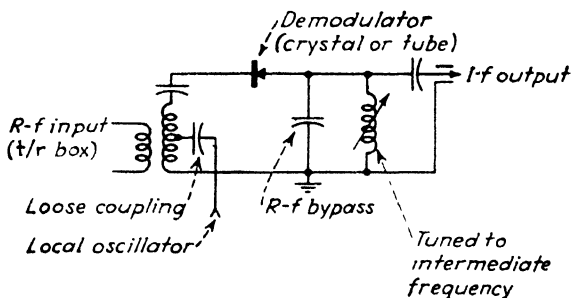 Demodulator
(crystal or tube)
I-f output
R-f input
(t/r box)
Loose coupling
R-f bypass
Local oscillator
Tuned to
intermediate
frequency